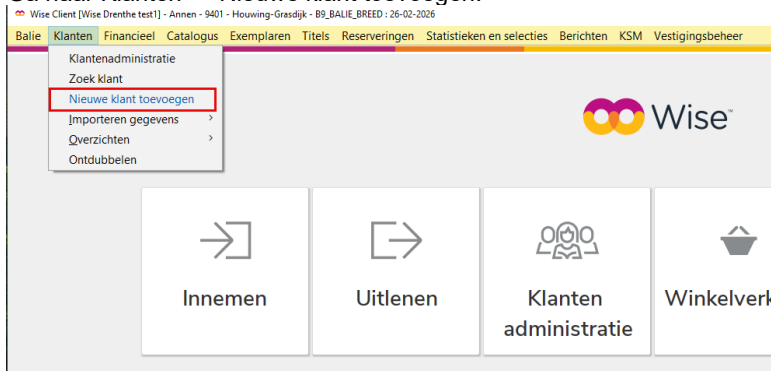 Wise Client [Wise Drenthe test1] - Annen - 9401 - Houwing-Grasdijk - B9_BALIE_BREED : 26-02-2026
Balie Klanten Financieel Catalogus Exemplaren Titels Reserveringen Statistieken en selecties Berichten KSM Vestigingsbeheer
Klantenadministratie
Zoek klant
Nieuwe klant toevoegen
Importeren gegevens >
Overzichten >
Ontdubbelen
Wise™
Innemen
Uitlenen
Klanten
administratie
Winkelverk